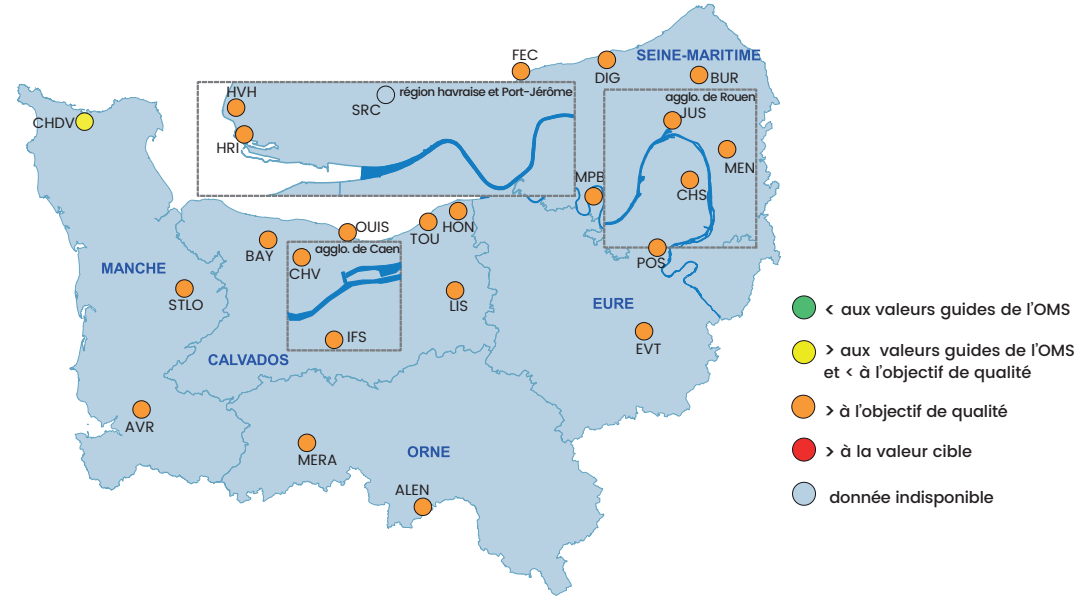 FEC
SEINE-MARITIME
DIG
BUR
HVH
région havraise et Port-Jérôme
SRC
agglo. de Rouen
JUS
CHDV
HRI
MEN
MPB
CHS
OUIS
HON
TOU
BAY
agglo. de Caen
CHV
POS
MANCHE
STLO
LIS
EURE
IFS
EVT
CALVADOS
AVR
MERA
ORNE
ALEN
< aux valeurs guides de l'OMS
> aux valeurs guides de l'OMS
et < à l'objectif de qualité
> à l'objectif de qualité
> à la valeur cible
donnée indisponible